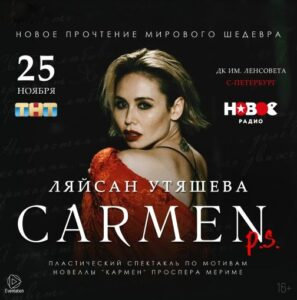 НОВОЕ ПРОЧТЕНИЕ МИРОВОГО ШЕДЕВРА
25
НОЯБРЯ
ТНТ
ДК ИМ. ЛЕНСОВЕТА
С-ПЕТЕРБУРГ
НОВОЕ
РАДИО
ЛЯЙСАН УТЯШЕВА
CARMEN
p.s.
ПЛАСТИЧЕСКИЙ СПЕКТАКЛЬ ПО МОТИВАМ
НОВЕЛЛЫ "КАРМЕН" ПРОСПЕРА МЕРИМЕ
16+